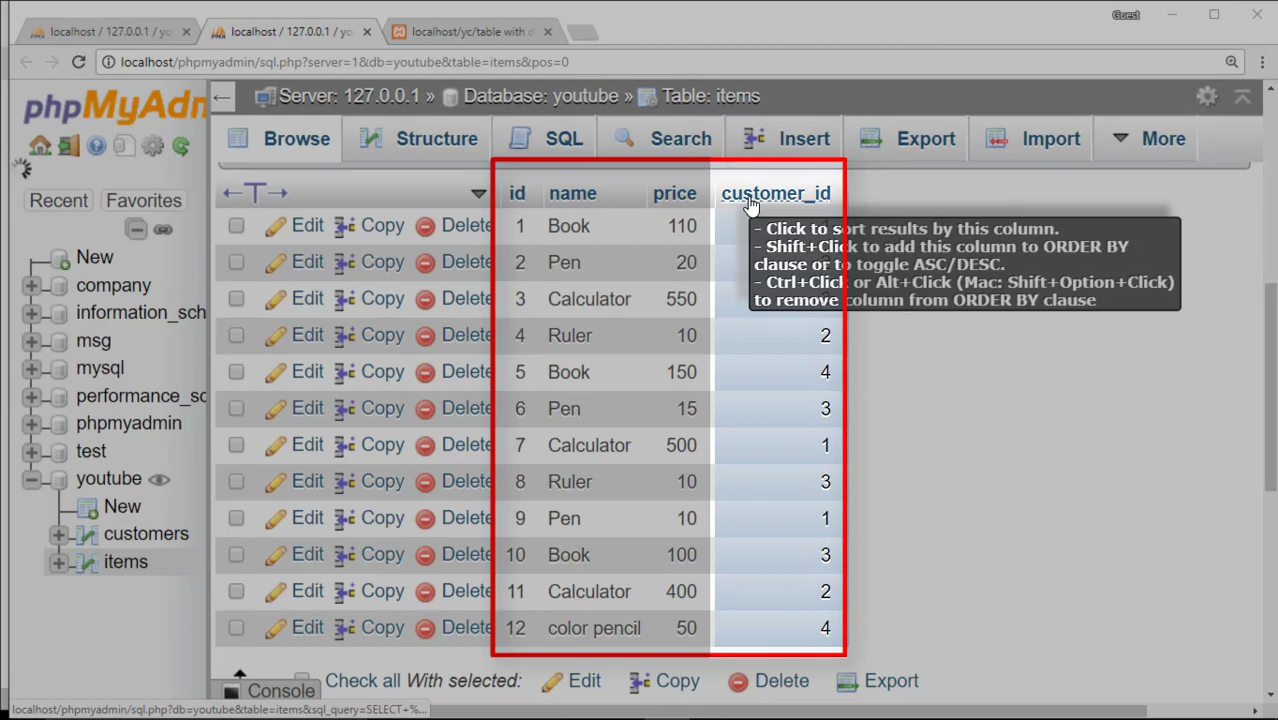 Guest
localhost / 127.0.0.1 / yo
localhost / 127.0.0.1 / yo
localhost/yc/table with d
localhost/phpmyadmin/sql.php?server=1&db=youtube&table=items&pos=0
phpMyAdm
Recent
Favorites
New
company
information_sch
msg
mysql
performance_sc
phpmyadmin
test
youtube
New
customers
items
Server: 127.0.0.1 » Database: youtube » Table: items
Browse Structure SQL Search Insert Export Import More
←T→ id name price customer_id
Edit Copy Delete 1 Book 110
Edit Copy Delete 2 Pen 20
Edit Copy Delete 3 Calculator 550
Edit Copy Delete 4 Ruler 10 2
Edit Copy Delete 5 Book 150 4
Edit Copy Delete 6 Pen 15 3
Edit Copy Delete 7 Calculator 500 1
Edit Copy Delete 8 Ruler 10 3
Edit Copy Delete 9 Pen 10 1
Edit Copy Delete 10 Book 100 3
Edit Copy Delete 11 Calculator 400 2
Edit Copy Delete 12 color pencil 50 4
- Click to sort results by this column.
- Shift+Click to add this column to ORDER BY
clause or to toggle ASC/DESC.
- Ctrl+Click or Alt+Click (Mac: Shift+Option+Click)
to remove column from ORDER BY clause
Check all With selected: Edit Copy Delete Export
Console
localhost/phpmyadmin/sql.php?db=youtube&table=items&sql_query=SELECT+%...